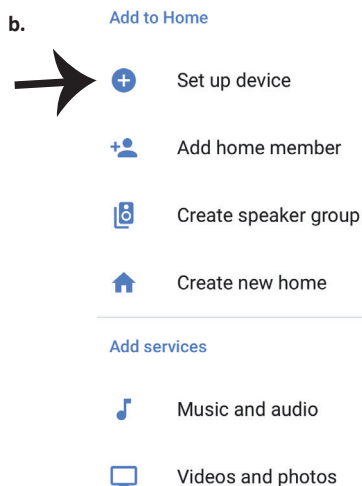 b.
Add to Home
Set up device
Add home member
Create speaker group
Create new home
Add services
Music and audio
Videos and photos